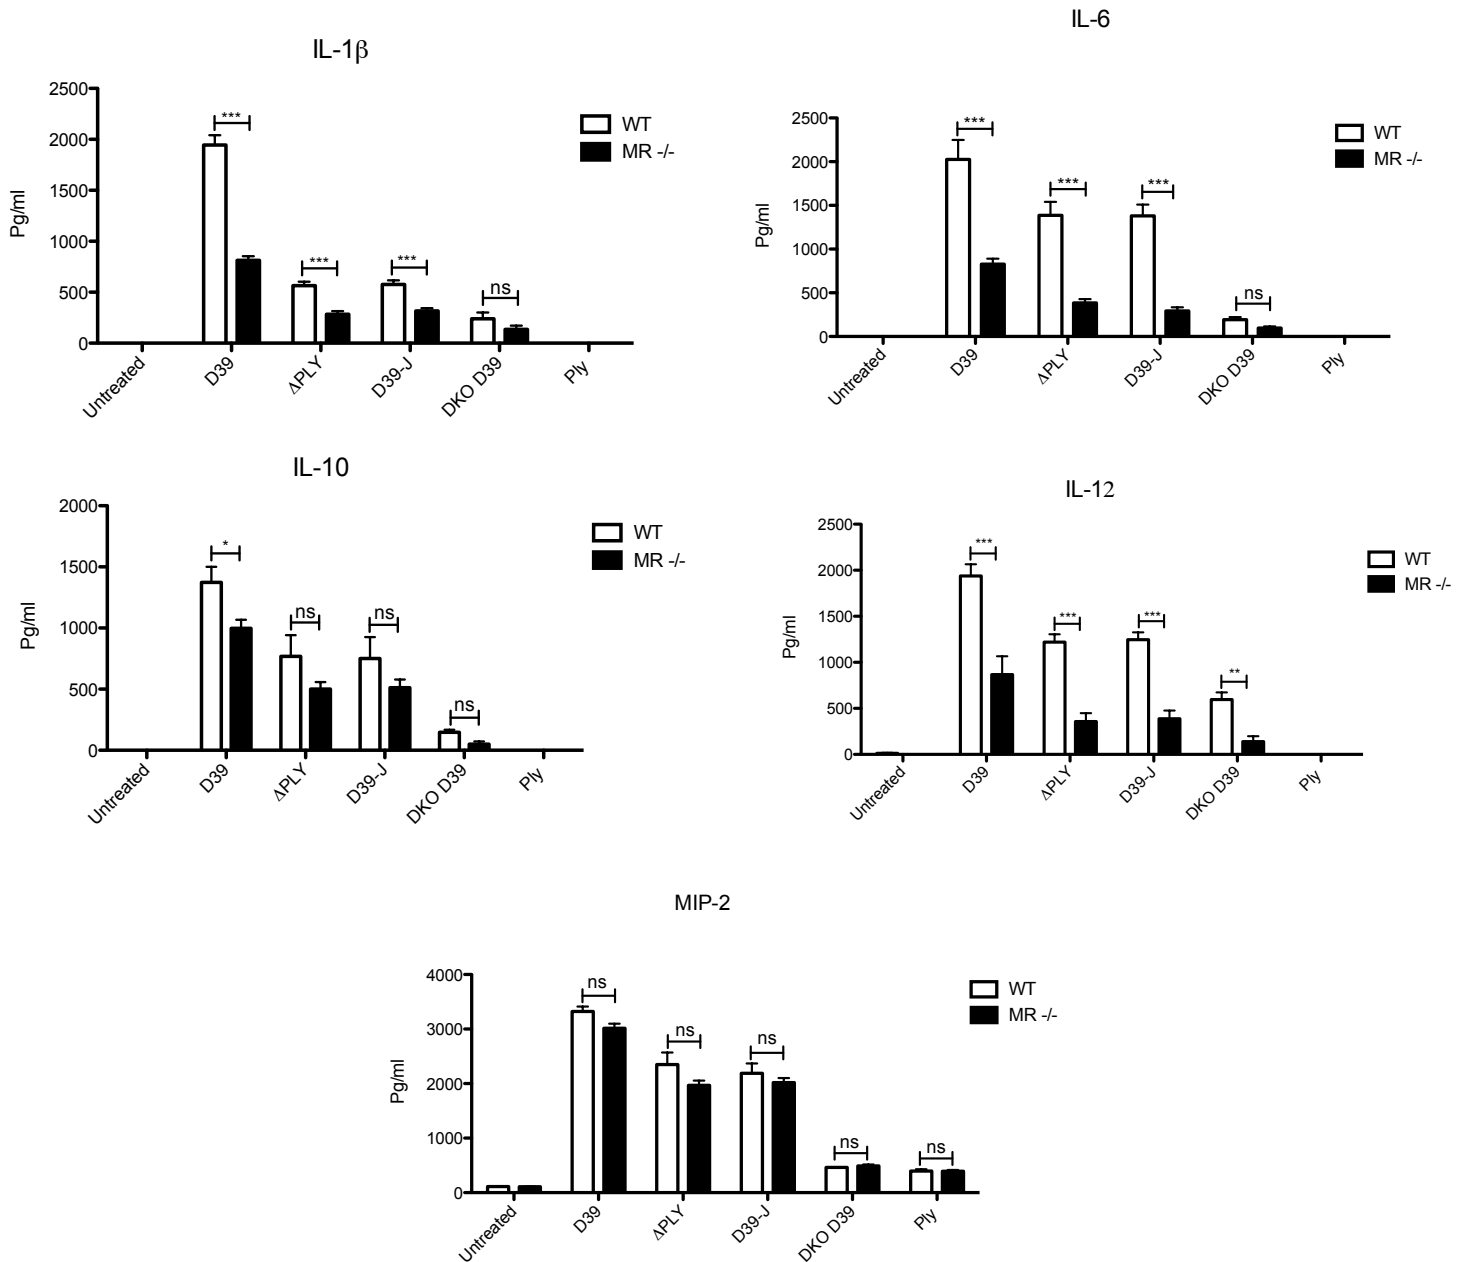 IL-1β
2500
2000
1500
1000
500
0
Pg/ml
***
***
***
ns
WT
MR -/-
Untreated
D39
ΔPLY
D39-J
DKO D39
Ply
IL-6
2500
2000
1500
1000
500
0
Pg/ml
***
***
***
ns
WT
MR -/-
Untreated
D39
ΔPLY
D39-J
DKO D39
Ply
IL-10
2000
1500
1000
500
0
Pg/ml
*
ns
ns
ns
WT
MR -/-
Untreated
D39
ΔPLY
D39-J
DKO D39
Ply
IL-12
2500
2000
1500
1000
500
0
Pg/ml
***
***
***
**
WT
MR -/-
Untreated
D39
ΔPLY
D39-J
DKO D39
Ply
MIP-2
4000
3000
2000
1000
0
Pg/ml
ns
ns
ns
ns
ns
WT
MR -/-
Untreated
D39
ΔPLY
D39-J
DKO D39
Ply